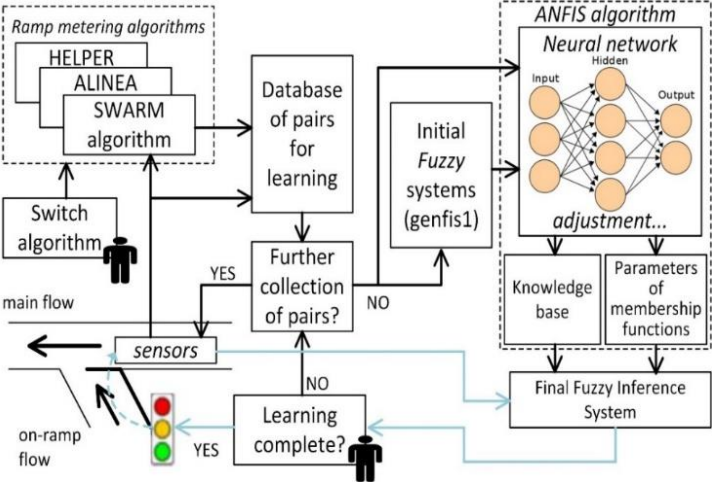 Ramp metering algorithms
HELPER
ALINEA
SWARM
algorithm
Switch
algorithm
Database
of pairs
for
learning
Further
collection
of pairs?
YES
NO
Initial
Fuzzy
systems
(genfis1)
ANFIS algorithm
Neural network
Hidden
Input
Output
adjustment...
Knowledge
base
Parameters
of
membership
functions
main flow
sensors
on-ramp
flow
NO
Learning
complete?
YES
Final Fuzzy Inference
System